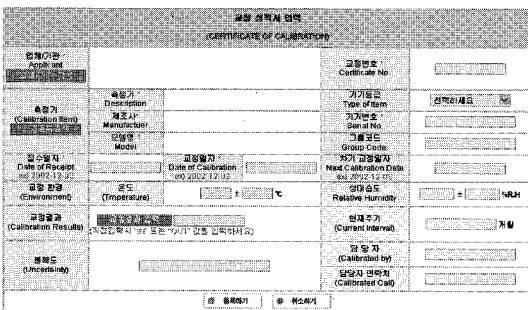 교정 성적서 입력
(CERTIFICATE OF CALIBRATION)
업체/기관
Applicant
교정번호
Certificate No
측정기
(Calibration Item)
측정기
Description
기기등급
Type of Item
선택하세요
제조사
Manufactuer
기기번호
Serial No
모델명
Model
그룹코드
Group Code
접수일자
Date of Receipt
ex) 2002-12-03
교정일자
Date of Calibration
ex) 2002-12-03
차기 교정일자
Next Calibration Date
ex) 2002-12-03
교정 환경
(Environment)
온도
(Tmperature)
±
℃
상대습도
Relative Humidity
±
%R.H
교정결과
(Calibration Results)
현재주기
(Current Interval)
개월
불확도
(Uncertainty)
담 당 자
(Calibrated by)
담당자 연락처
(Calibrated Call)
등록하기
취소하기